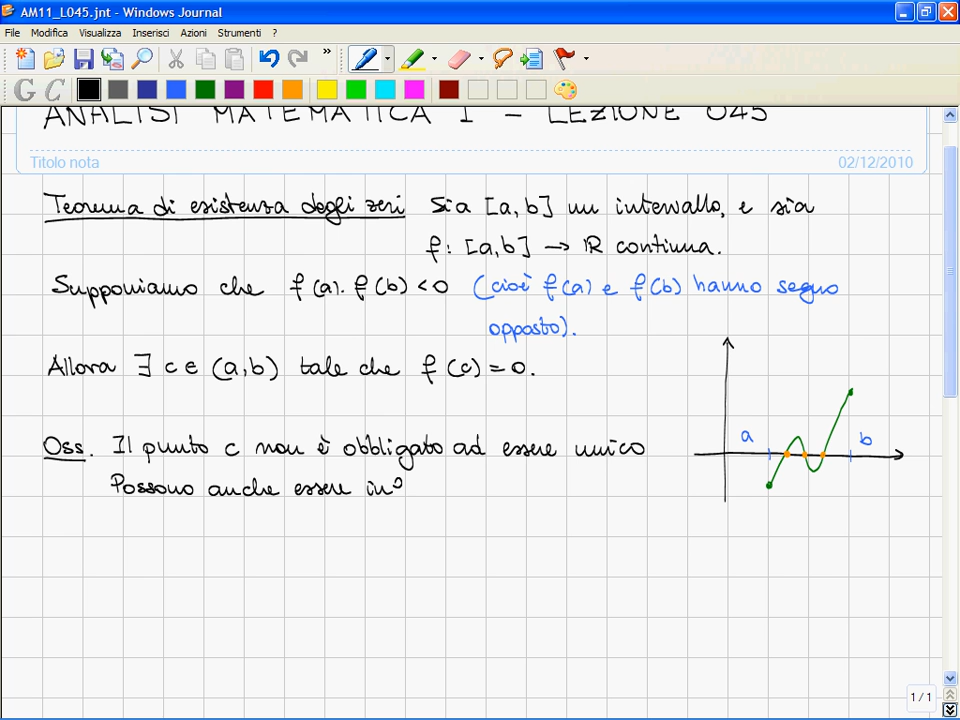 AM11_L045.jnt - Windows Journal
File Modifica Visualizza Inserisci Azioni Strumenti ?
ANALISI MATEMATICA 1 - LEZIONE 045
Titolo nota 02/12/2010
Teorema di esistenza degli zeri Sia [a,b] un intervallo, e sia
f: [a,b] → ℝ continua.
Supponiamo che f(a).f(b)<0 (cioè f(a) e f(b) hanno segno
opposto).
Allora ∃ c ∈ (a,b) tale che f(c)=0.
Oss. Il punto c non è obbligato ad essere unico
Possono anche essere in
a b
1 / 1